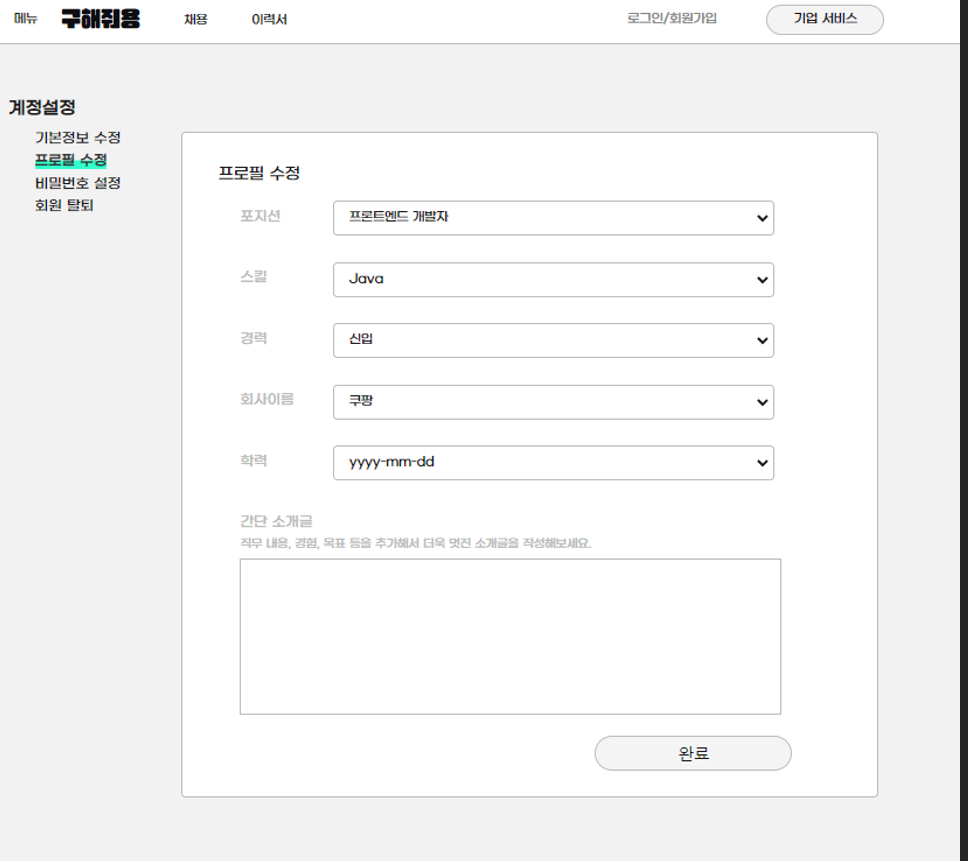 메뉴 구해줘용 채용 이력서 로그인/회원가입 기업 서비스
계정설정
기본정보 수정
프로필 수정
비밀번호 설정
회원 탈퇴
프로필 수정
포지션 프론트엔드 개발자
스킬 Java
경력 신입
회사이름 쿠팡
학력 yyyy-mm-dd
간단 소개글
직무 내용, 경험, 목표 등을 추가해서 더욱 멋진 소개글을 작성해보세요.
완료